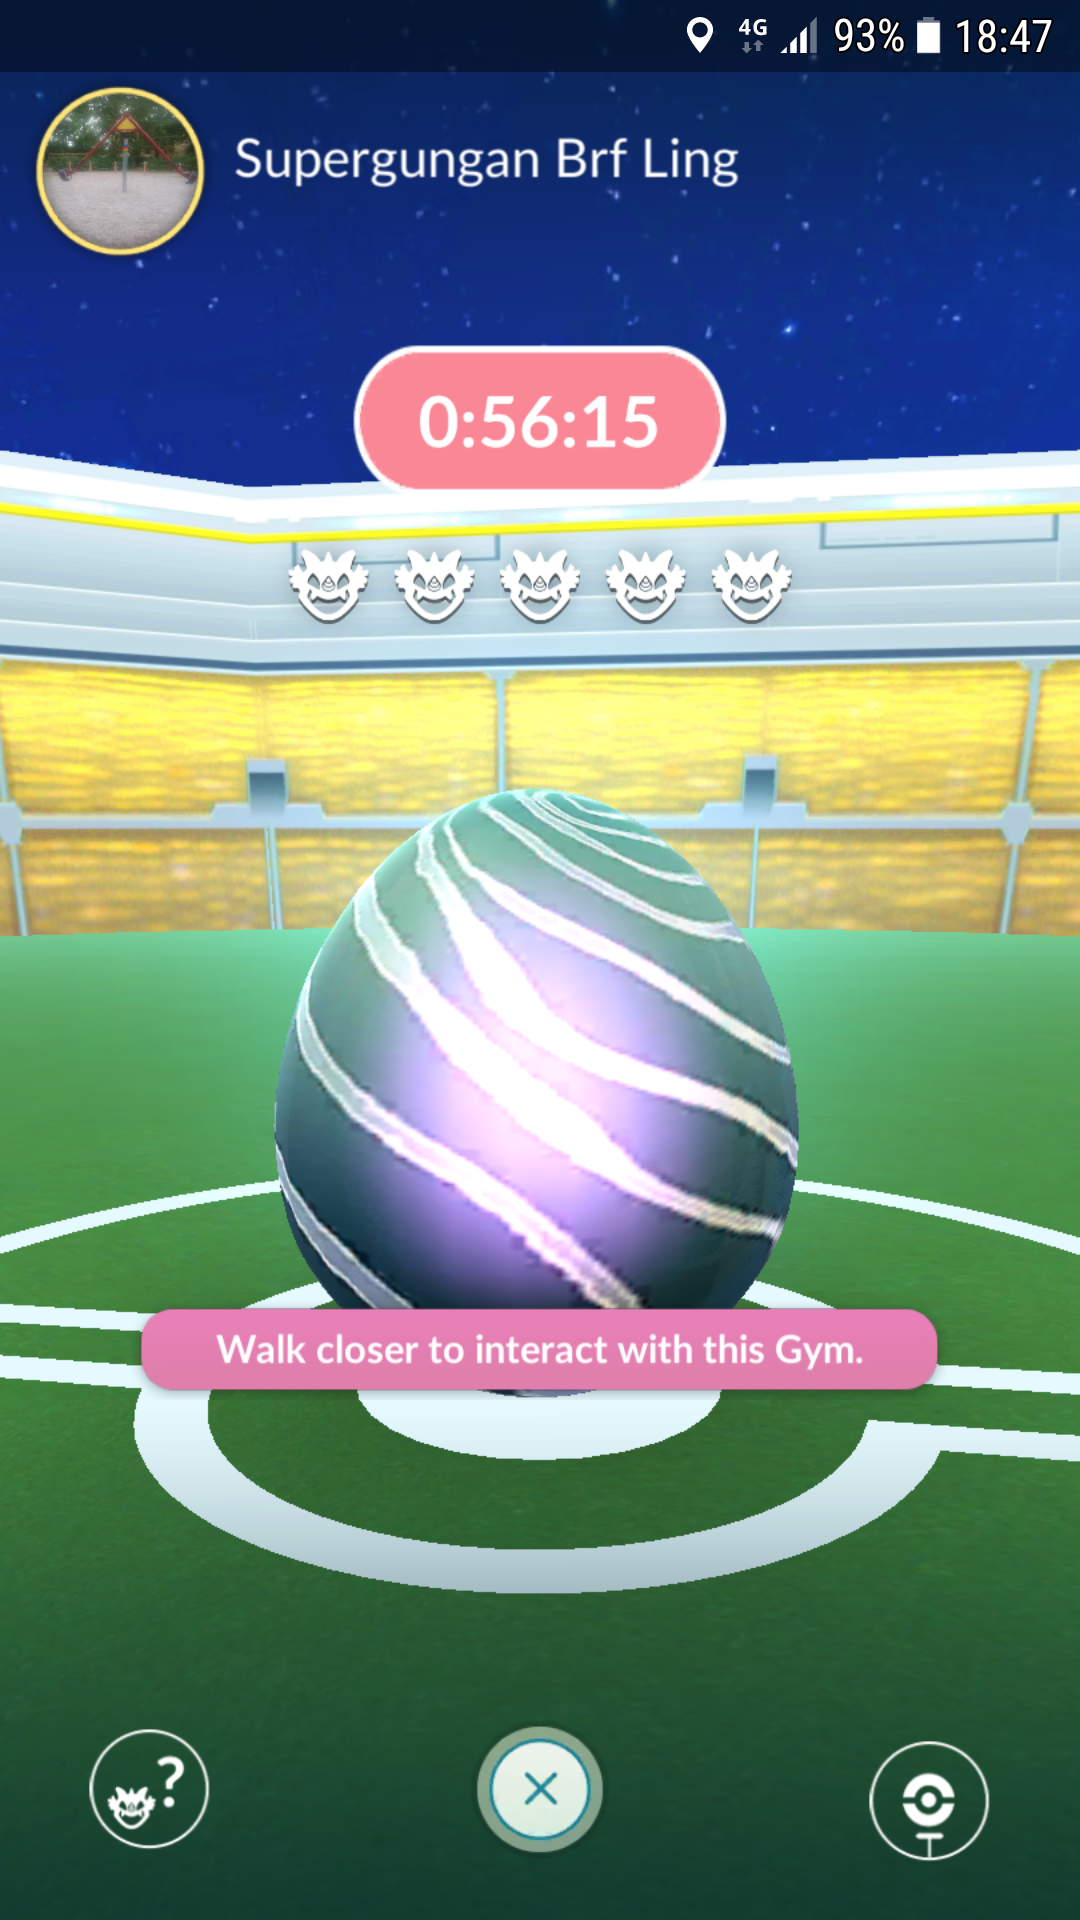 4G 93% 18:47
Supergungan Brf Ling
0:56:15
Walk closer to interact with this Gym.
?